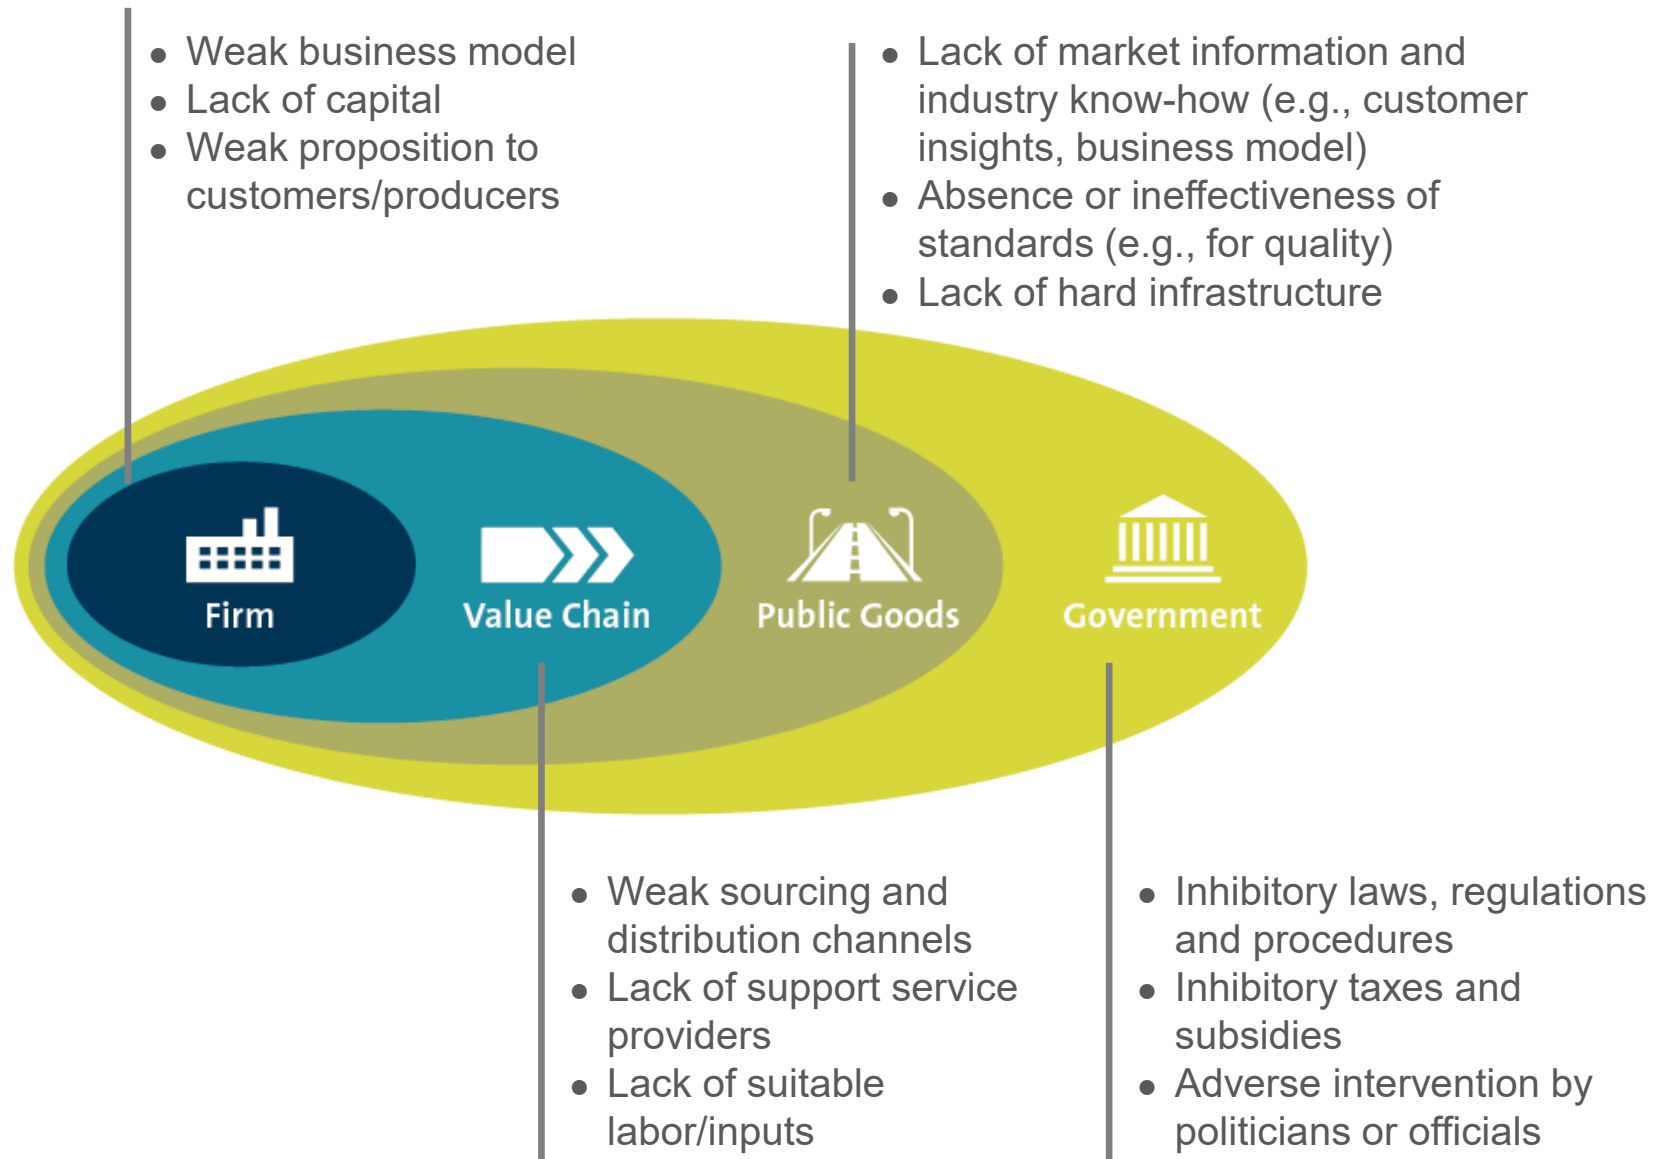 • Weak business model
• Lack of capital
• Weak proposition to
customers/producers
• Lack of market information and
industry know-how (e.g., customer
insights, business model)
• Absence or ineffectiveness of
standards (e.g., for quality)
• Lack of hard infrastructure
Firm
Value Chain
Public Goods
Government
• Weak sourcing and
distribution channels
• Lack of support service
providers
• Lack of suitable
labor/inputs
• Inhibitory laws, regulations
and procedures
• Inhibitory taxes and
subsidies
• Adverse intervention by
politicians or officials